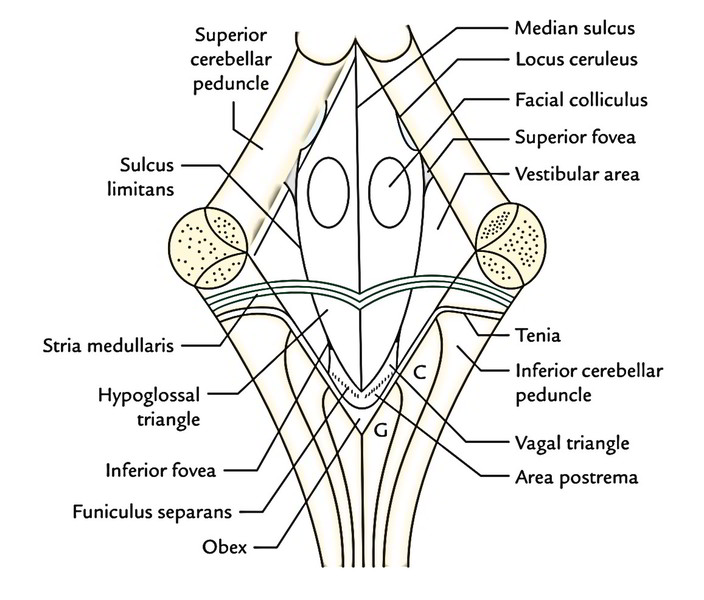 Superior
cerebellar
peduncle
Sulcus
limitans
Stria medullaris
Hypoglossal
triangle
Inferior fovea
Funiculus separans
Obex
Median sulcus
Locus ceruleus
Facial colliculus
Superior fovea
Vestibular area
Tenia
Inferior cerebellar
peduncle
Vagal triangle
Area postrema
C
G